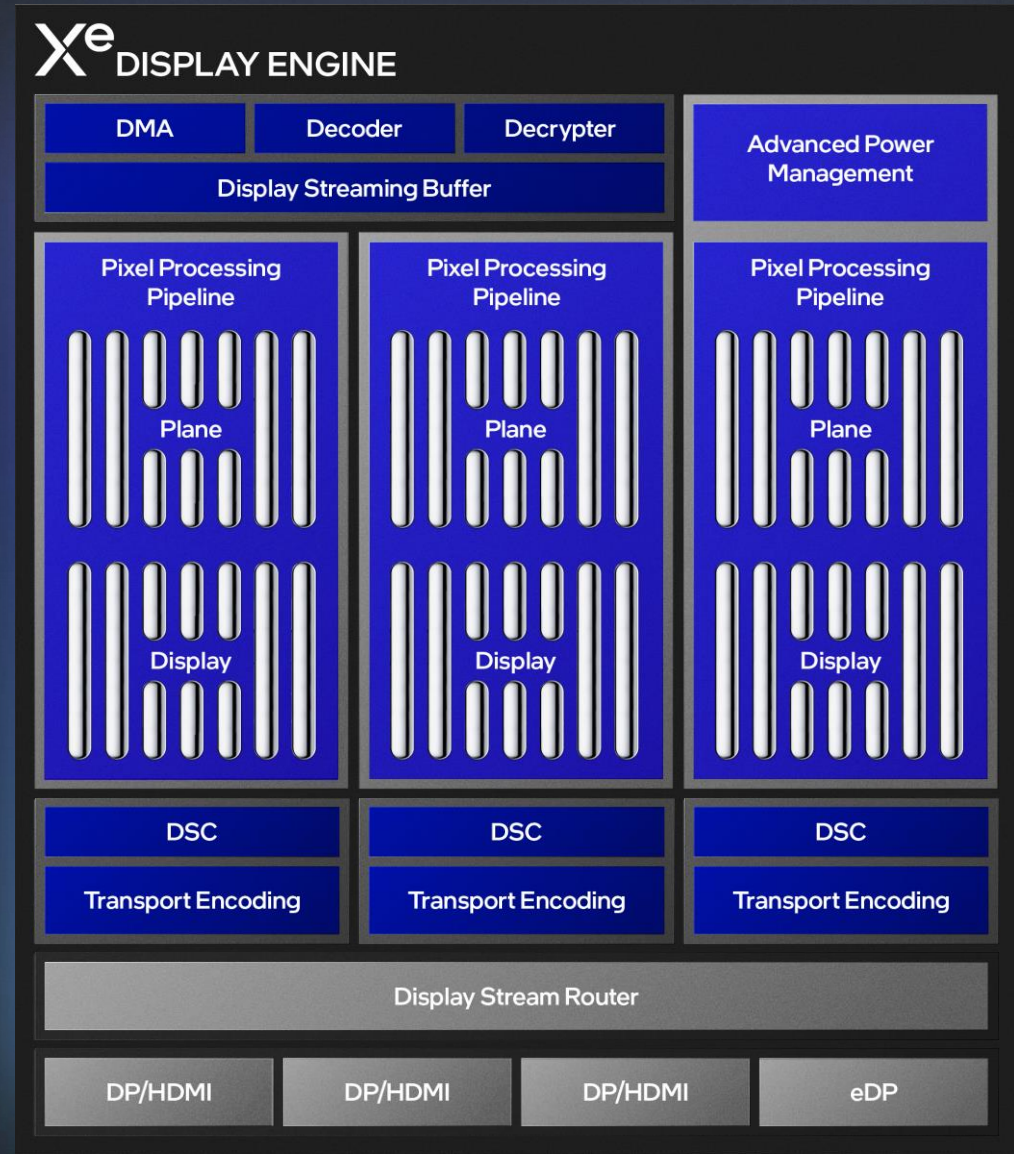 Xe DISPLAY ENGINE
DMA
Decoder
Decrypter
Display Streaming Buffer
Advanced Power
Management
Pixel Processing
Pipeline
Plane
Display
Pixel Processing
Pipeline
Plane
Display
Pixel Processing
Pipeline
Plane
Display
DSC
DSC
DSC
Transport Encoding
Transport Encoding
Transport Encoding
Display Stream Router
DP/HDMI
DP/HDMI
DP/HDMI
eDP